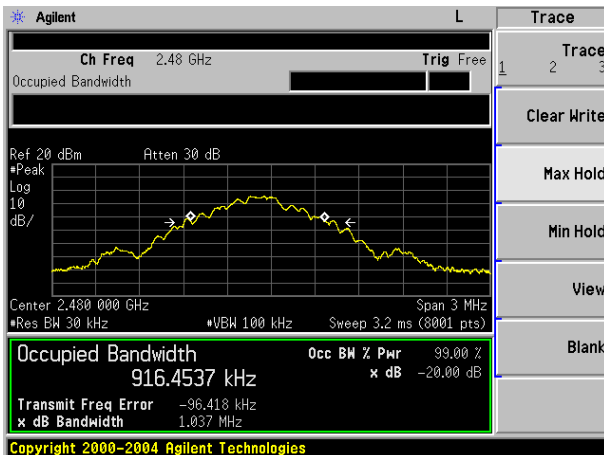 Agilent L
Ch Freq 2.48 GHz Trig Free
Occupied Bandwidth
Ref 20 dBm Atten 30 dB
#Peak
Log
10
dB/
Center 2.480 000 GHz Span 3 MHz
#Res BW 30 kHz #VBW 100 kHz Sweep 3.2 ms (8001 pts)
Occupied Bandwidth Occ BW % Pwr 99.00 %
916.4537 kHz x dB -20.00 dB
Transmit Freq Error -96.418 kHz
x dB Bandwidth 1.037 MHz
Copyright 2000-2004 Agilent Technologies
Trace
Trace
1 2 3
Clear Write
Max Hold
Min Hold
View
Blank